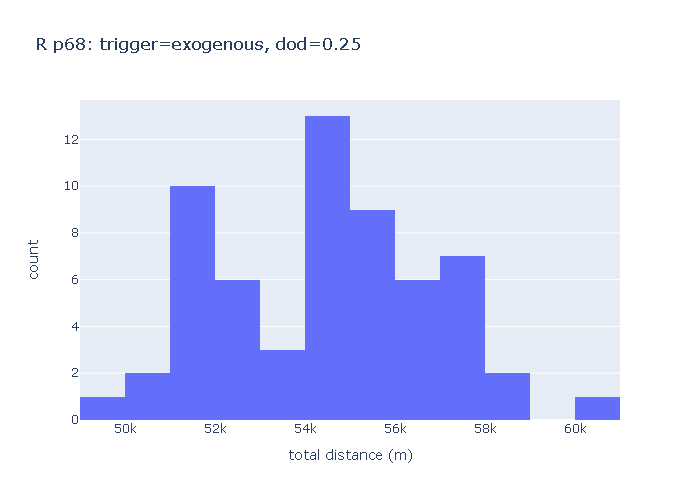 R p68: trigger=exogenous, dod=0.25
12
10
8
6
4
2
0
count
50k 52k 54k 56k 58k 60k
total distance (m)